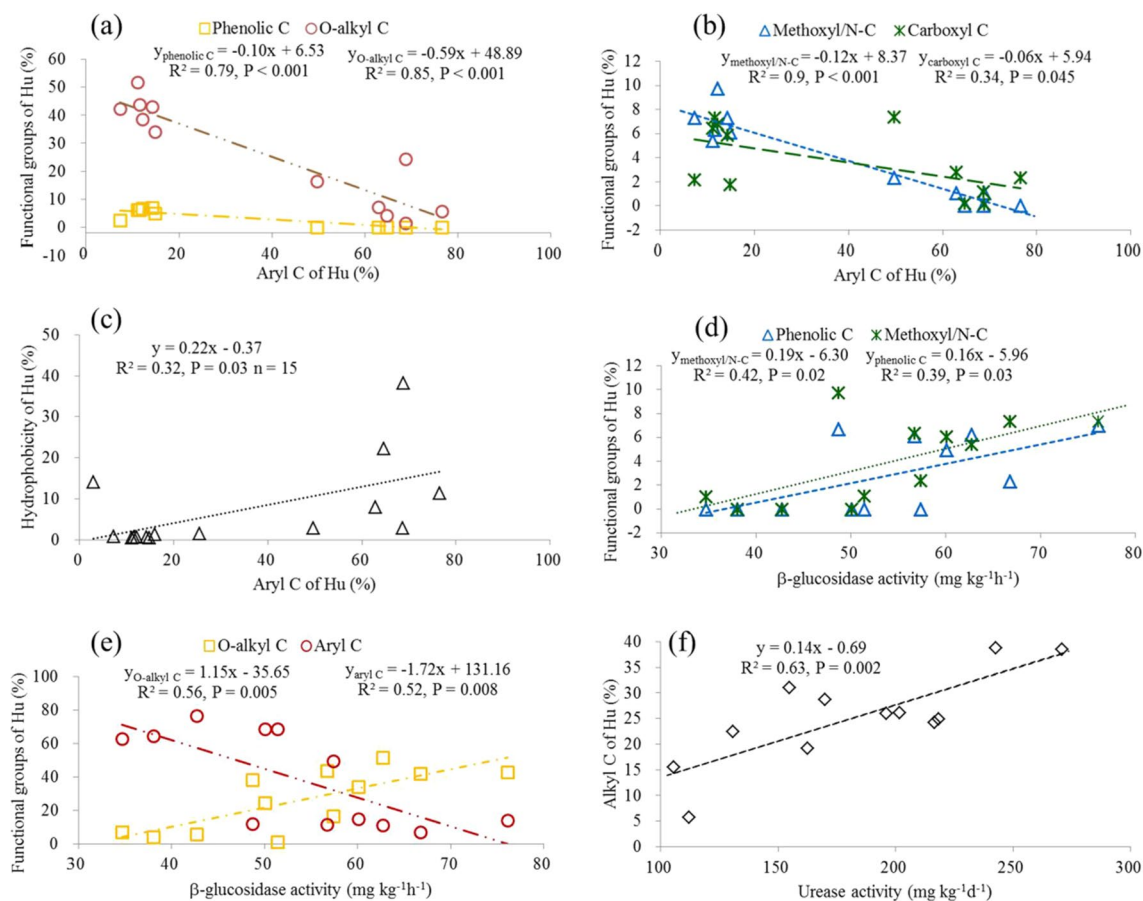 (a)
Phenolic C O-alkyl C
yphenolic C = -0.10x + 6.53
R² = 0.79, P < 0.001
yO-alkyl C = -0.59x + 48.89
R² = 0.85, P < 0.001
Functional groups of Hu (%)
60
50
40
30
20
10
0
-10
0 20 40 60 80 100
Aryl C of Hu (%)
(b)
Methoxyl/N-C Carboxyl C
ymethoxyl/N-C = -0.12x + 8.37
R² = 0.9, P < 0.001
ycarboxyl C = -0.06x + 5.94
R² = 0.34, P = 0.045
Functional groups of Hu (%)
12
10
8
6
4
2
0
-2
0 20 40 60 80 100
Aryl C of Hu (%)
(c)
y = 0.22x - 0.37
R² = 0.32, P = 0.03 n = 15
Hydrophobicity of Hu (%)
50
40
30
20
10
0
0 20 40 60 80 100
Aryl C of Hu (%)
(d)
Phenolic C Methoxyl/N-C
ymethoxyl/N-C = 0.19x - 6.30
R² = 0.42, P = 0.02
yphenolic C = 0.16x - 5.96
R² = 0.39, P = 0.03
Functional groups of Hu (%)
12
10
8
6
4
2
0
-2
30 40 50 60 70 80
β-glucosidase activity (mg kg⁻¹h⁻¹)
(e)
O-alkyl C Aryl C
yO-alkyl C = 1.15x - 35.65
R² = 0.56, P = 0.005
yaryl C = -1.72x + 131.16
R² = 0.52, P = 0.008
Functional groups of Hu (%)
100
80
60
40
20
0
30 40 50 60 70 80
β-glucosidase activity (mg kg⁻¹h⁻¹)
(f)
y = 0.14x - 0.69
R² = 0.63, P = 0.002
Alkyl C of Hu (%)
40
35
30
25
20
15
10
5
0
100 150 200 250 300
Urease activity (mg kg⁻¹d⁻¹)